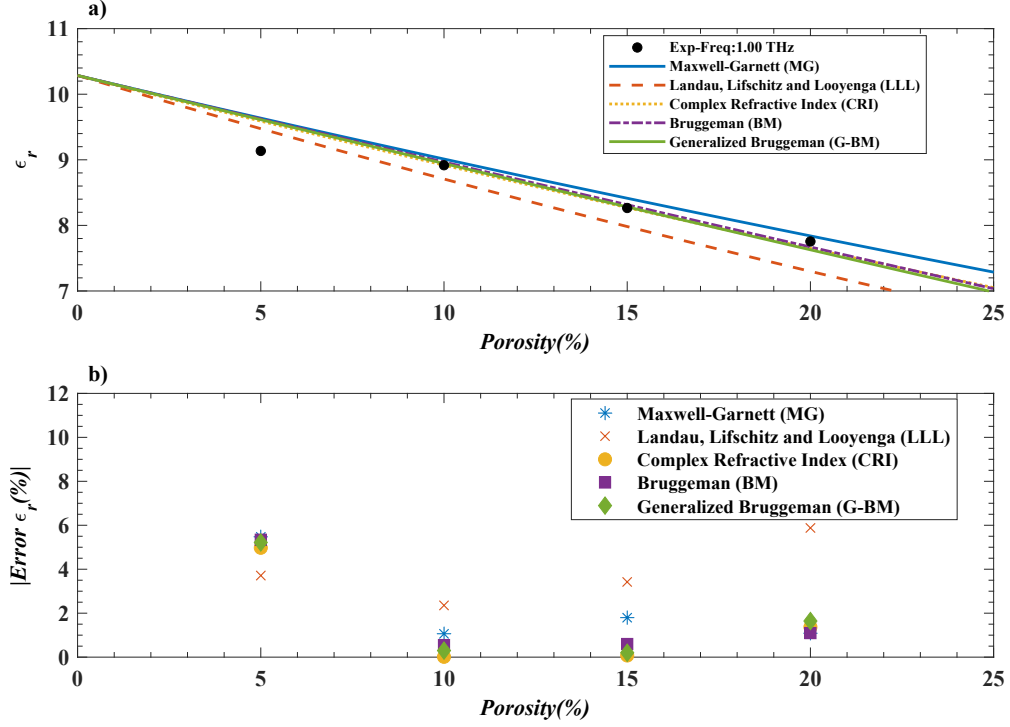 a)
11
10
9
8
7
ϵr
Exp-Freq:1.00 THz
Maxwell-Garnett (MG)
Landau, Lifschitz and Looyenga (LLL)
Complex Refractive Index (CRI)
Bruggeman (BM)
Generalized Bruggeman (G-BM)
0 5 10 15 20 25
Porosity(%)
b)
12
10
8
6
4
2
0
|Error ϵr(%)|
Maxwell-Garnett (MG)
Landau, Lifschitz and Looyenga (LLL)
Complex Refractive Index (CRI)
Bruggeman (BM)
Generalized Bruggeman (G-BM)
0 5 10 15 20 25
Porosity(%)